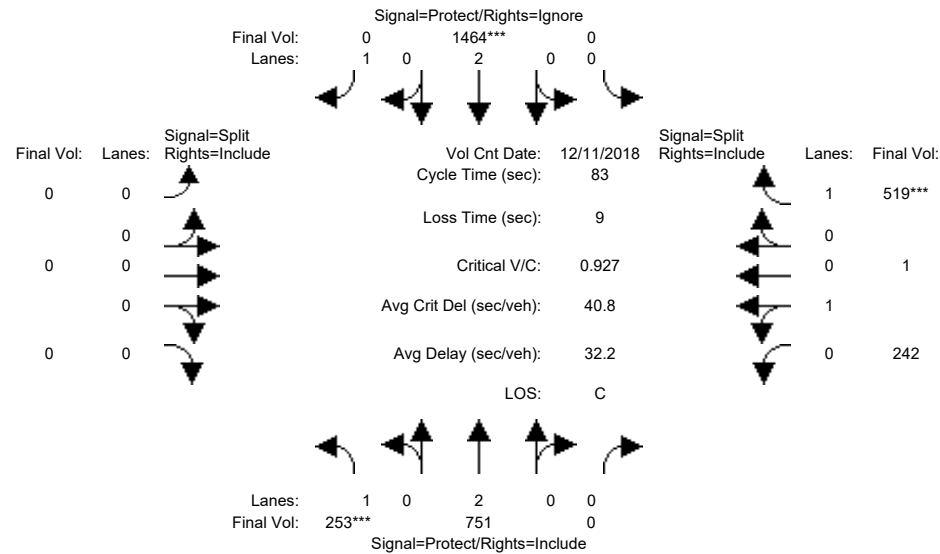 Signal=Protect/Rights=Ignore
Final Vol: 0 1464*** 0
Lanes: 1 0 2 0 0
Signal=Split Signal=Split
Final Vol: Lanes: Rights=Include Vol Cnt Date: 12/11/2018 Rights=Include Lanes: Final Vol:
Cycle Time (sec): 83
0 0 1 519***
Loss Time (sec): 9
0 0
0 0 Critical V/C: 0.927 0 1
0 Avg Crit Del (sec/veh): 40.8 1
0 0 Avg Delay (sec/veh): 32.2 0 242
LOS: C
Lanes: 1 0 2 0 0
Final Vol: 253*** 751 0
Signal=Protect/Rights=Include